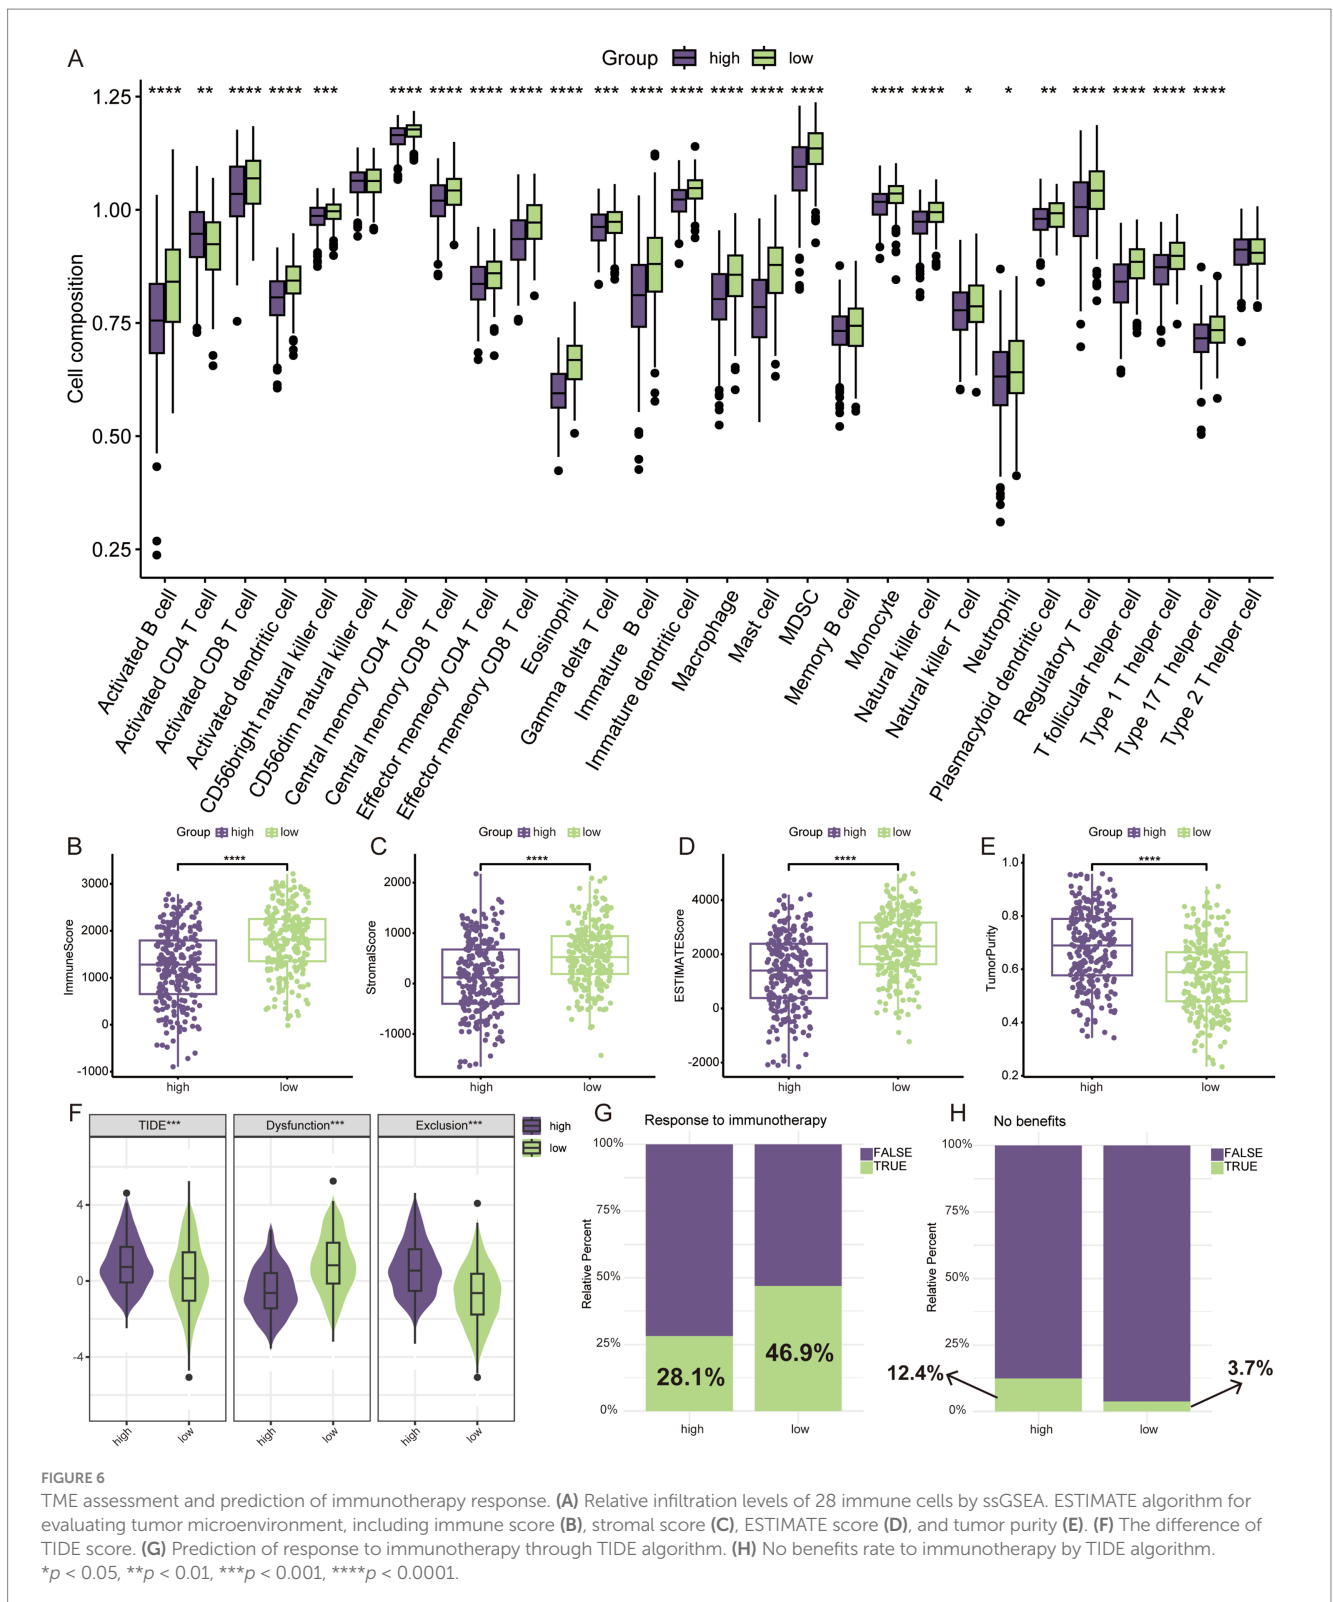 A
Group high low
**** ** **** **** *** **** **** **** **** **** *** **** **** **** **** **** **** **** * * ** **** **** **** ****
1.25
1.00
0.75
0.50
0.25
Cell composition
Activated B cell
Activated CD4 T cell
Activated CD8 T cell
Activated dendritic cell
CD56bright natural killer cell
CD56dim natural killer cell
Central memory CD4 T cell
Central memory CD8 T cell
Effector memeory CD4 T cell
Effector memeory CD8 T cell
Eosinophil
Gamma delta T cell
Immature B cell
Immature dendritic cell
Macrophage
Mast cell
MDSC
Memory B cell
Monocyte
Natural killer cell
Natural killer T cell
Neutrophil
Plasmacytoid dendritic cell
Regulatory T cell
T follicular helper cell
Type 1 T helper cell
Type 17 T helper cell
Type 2 T helper cell
B
Group high low
****
3000
2000
1000
0
-1000
ImmuneScore
high low
C
Group high low
****
2000
1000
0
-1000
StromalScore
high low
D
Group high low
****
4000
2000
0
-2000
ESTIMATEScore
high low
E
Group high low
****
1.0
0.8
0.6
0.4
0.2
TumorPurity
high low
F
TIDE*** Dysfunction*** Exclusion***
high
low
4
0
-4
high low high low high low
G
Response to immunotherapy
FALSE
TRUE
100%
75%
50%
25%
0%
Relative Percent
28.1%
46.9%
high low
H
No benefits
FALSE
TRUE
100%
75%
50%
25%
0%
Relative Percent
12.4%
3.7%
high low
FIGURE 6
TME assessment and prediction of immunotherapy response. (A) Relative infiltration levels of 28 immune cells by ssGSEA. ESTIMATE algorithm for
evaluating tumor microenvironment, including immune score (B), stromal score (C), ESTIMATE score (D), and tumor purity (E). (F) The difference of
TIDE score. (G) Prediction of response to immunotherapy through TIDE algorithm. (H) No benefits rate to immunotherapy by TIDE algorithm.
*p < 0.05, **p < 0.01, ***p < 0.001, ****p < 0.0001.